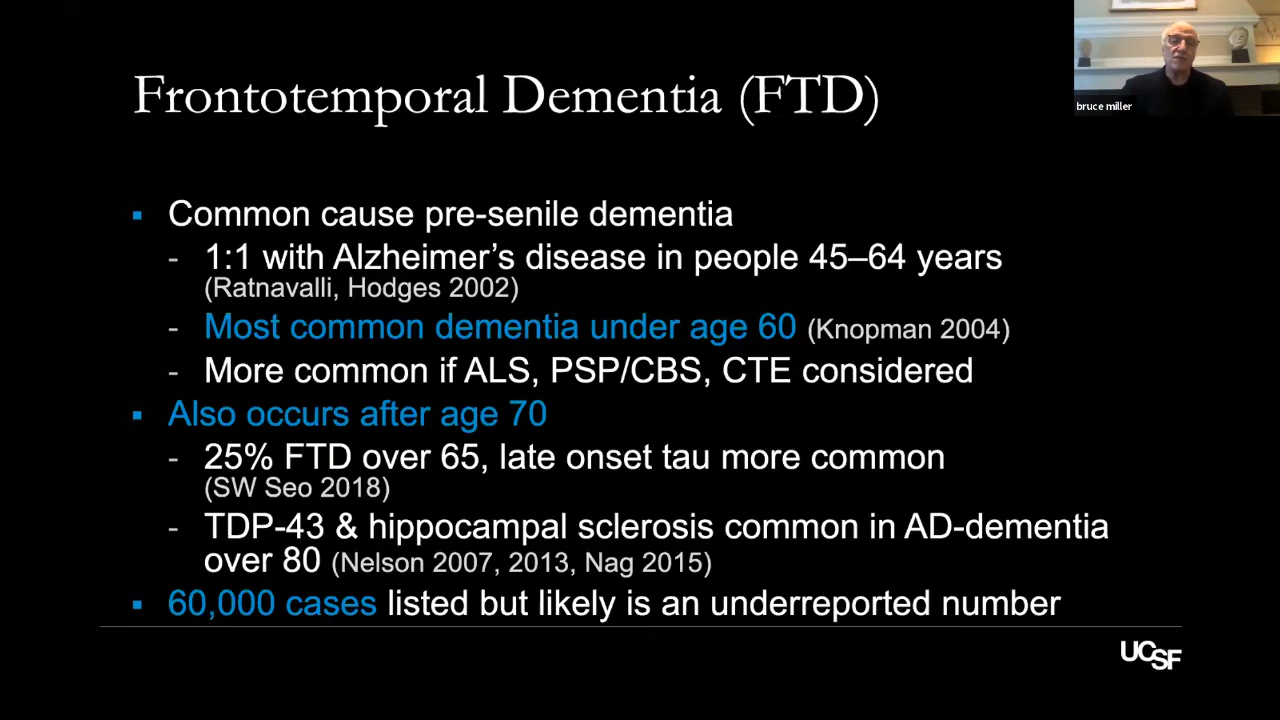 Frontotemporal Dementia (FTD)
bruce miller
▪ Common cause pre-senile dementia
- 1:1 with Alzheimer’s disease in people 45–64 years
(Ratnavalli, Hodges 2002)
- Most common dementia under age 60 (Knopman 2004)
- More common if ALS, PSP/CBS, CTE considered
▪ Also occurs after age 70
- 25% FTD over 65, late onset tau more common
(SW Seo 2018)
- TDP-43 & hippocampal sclerosis common in AD-dementia
over 80 (Nelson 2007, 2013, Nag 2015)
▪ 60,000 cases listed but likely is an underreported number
UCSF